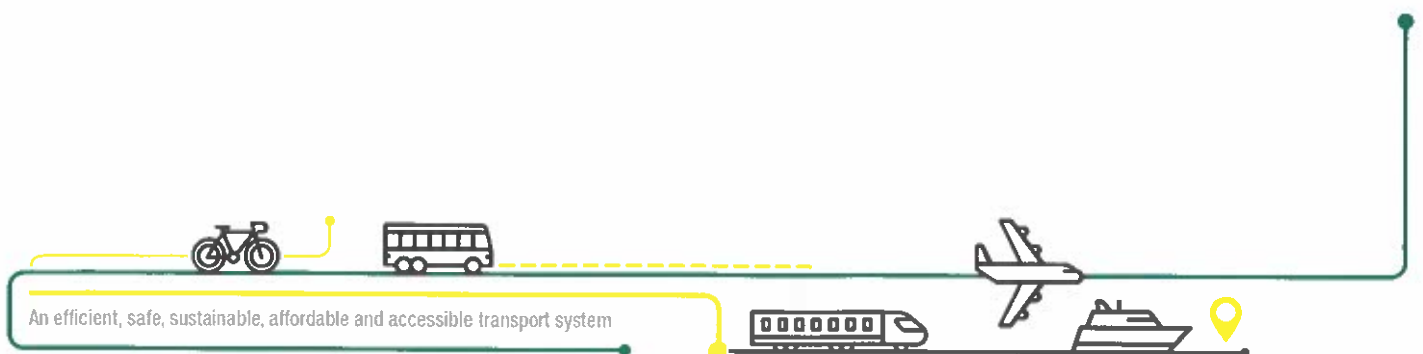 An efficient, safe, sustainable, affordable and accessible transport system